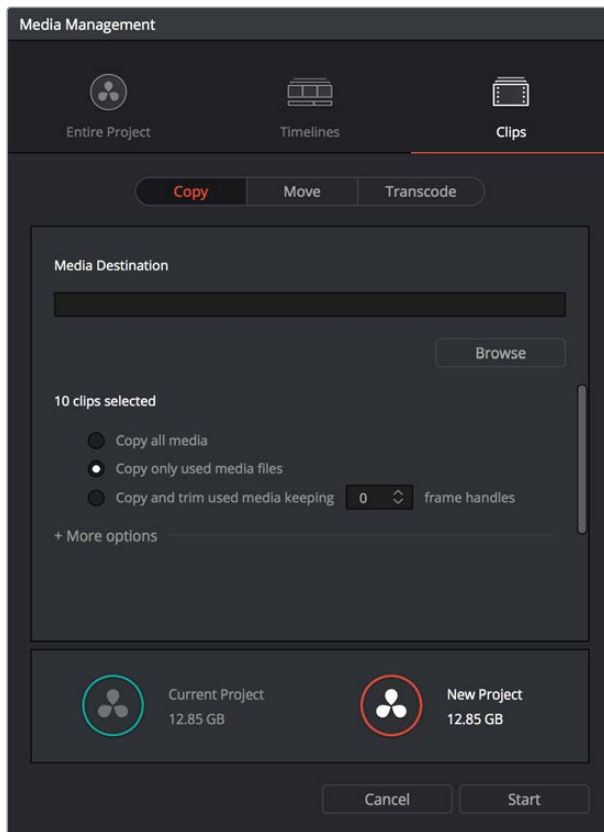 Media Management
Entire Project
Timelines
Clips
Copy
Move
Transcode
Media Destination
Browse
10 clips selected
Copy all media
Copy only used media files
Copy and trim used media keeping 0 frame handles
+ More options
Current Project
12.85 GB
New Project
12.85 GB
Cancel
Start